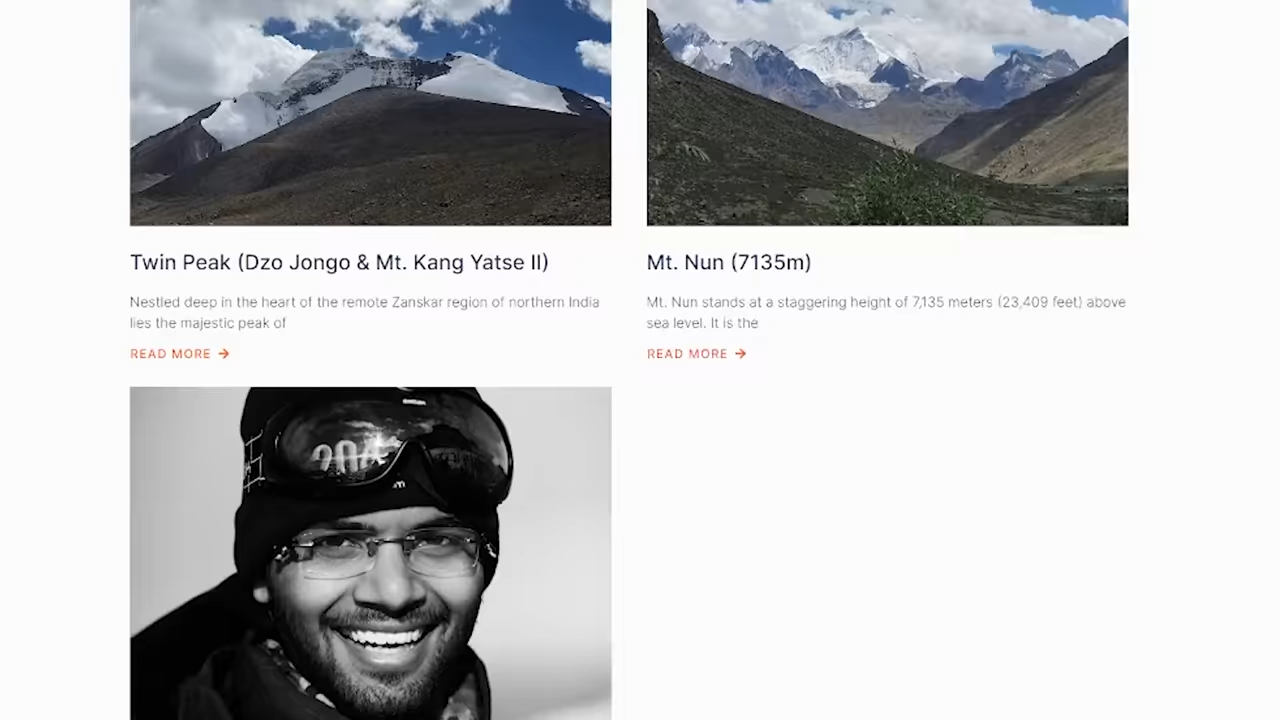 Twin Peak (Dzo Jongo & Mt. Kang Yatse II)
Nestled deep in the heart of the remote Zanskar region of northern India
lies the majestic peak of
READ MORE →
Mt. Nun (7135m)
Mt. Nun stands at a staggering height of 7,135 meters (23,409 feet) above
sea level. It is the
READ MORE →